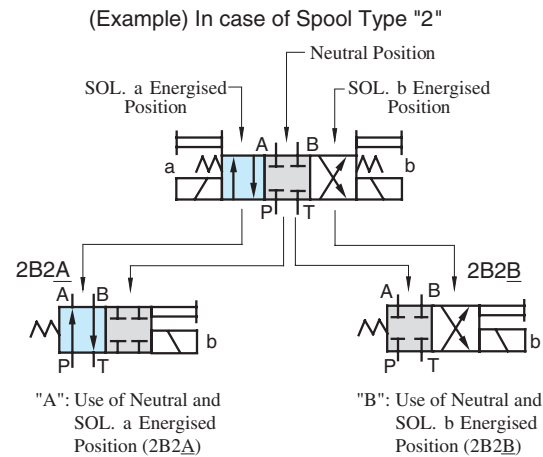 (Example) In case of Spool Type "2"
Neutral Position
SOL. a Energised
Position
SOL. b Energised
Position
A B
a b
P T
2B2A
A B
b
P T
2B2B
A B
b
P T
"A": Use of Neutral and
SOL. a Energised
Position (2B2A)
"B": Use of Neutral and
SOL. b Energised
Position (2B2B)